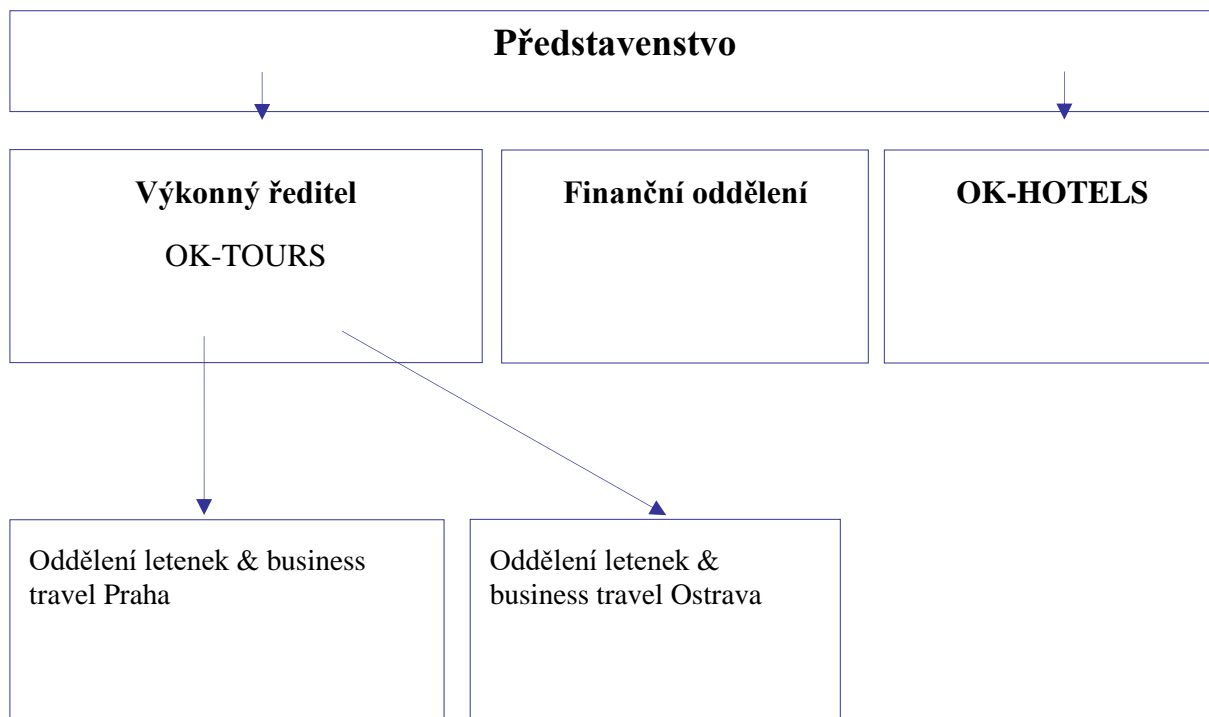 Představenstvo
Výkonný ředitel
OK-TOURS
Finanční oddělení
OK-HOTELS
Oddělení letenek & business
travel Praha
Oddělení letenek &
business travel Ostrava